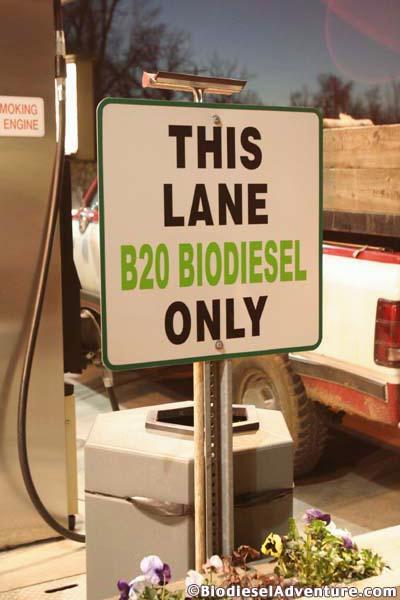 MOKING
ENGINE
THIS
LANE
B20 BIODIESEL
ONLY
©BiodieselAdventure.com